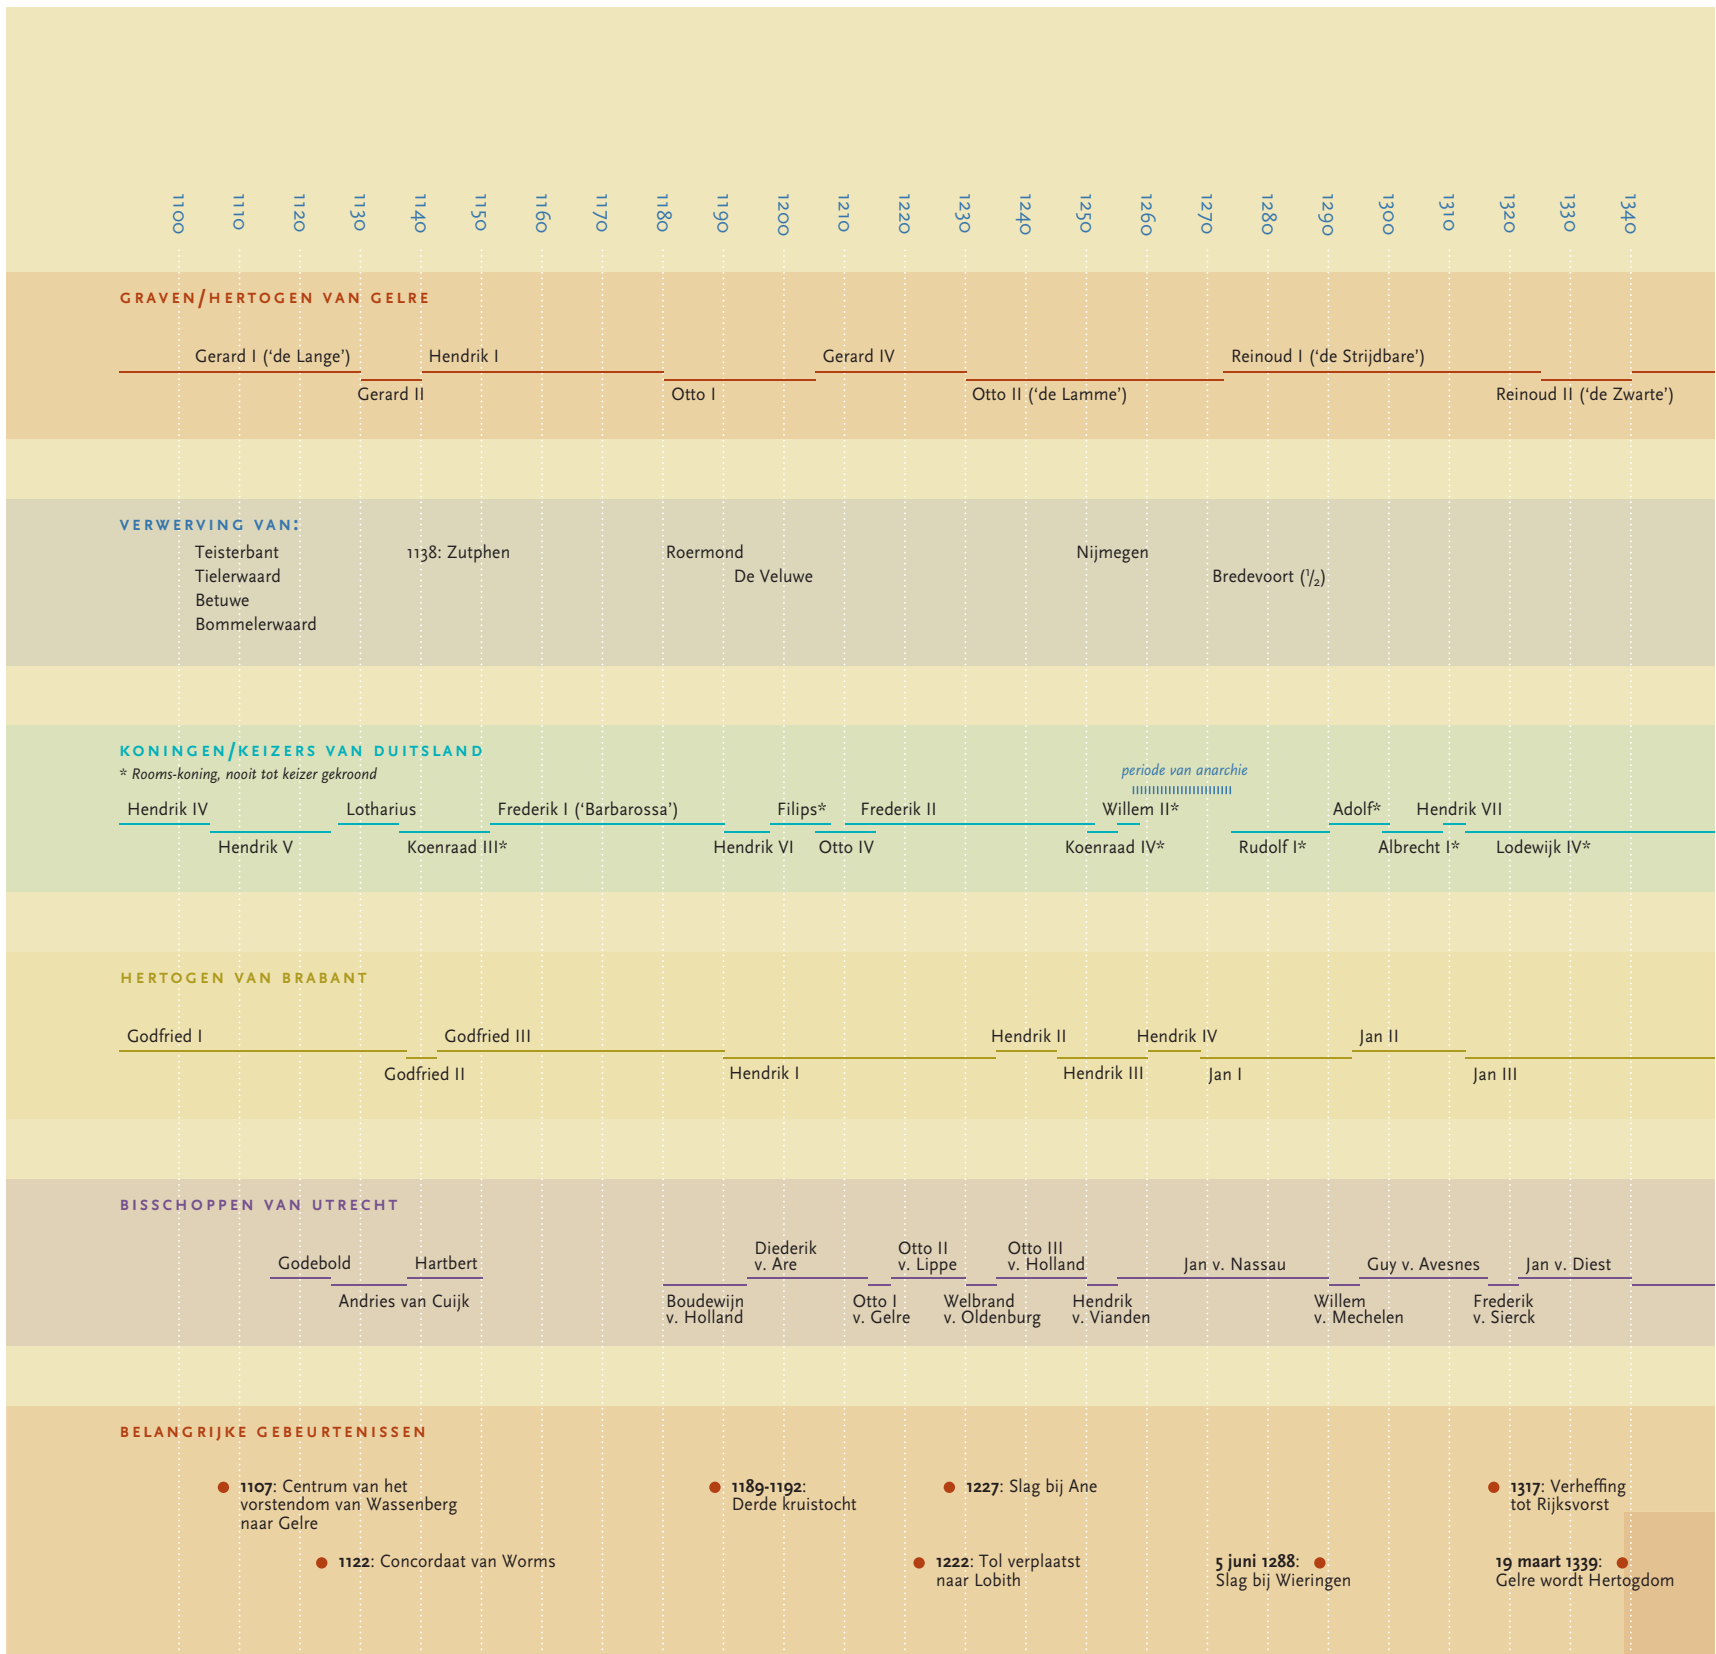 1100 1110 1120 1130 1140 1150 1160 1170 1180 1190 1200 1210 1220 1230 1240 1250 1260 1270 1280 1290 1300 1310 1320 1330 1340
GRAVEN/HERTOGEN VAN GELRE
Gerard I (‘de Lange’) Hendrik I Gerard IV Reinoud I (‘de Strijdbare’)
Gerard II Otto I Otto II (‘de Lamme’) Reinoud II (‘de Zwarte’)
VERWERVING VAN:
Teisterbant 1138: Zutphen Roermond Nijmegen
Tielerwaard De Veluwe Bredevoort (½)
Betuwe
Bommelerwaard
KONINGEN/KEIZERS VAN DUITSLAND
* Rooms-koning, nooit tot keizer gekroond periode van anarchie
Hendrik IV Lotharius Frederik I (‘Barbarossa’) Filips* Frederik II Willem II* Adolf* Hendrik VII
Hendrik V Koenraad III* Hendrik VI Otto IV Koenraad IV* Rudolf I* Albrecht I* Lodewijk IV*
HERTOGEN VAN BRABANT
Godfried I Godfried III Hendrik II Hendrik IV Jan II
Godfried II Hendrik I Hendrik III Jan I Jan III
BISSCHOPPEN VAN UTRECHT
Diederik Otto II Otto III
Godebold Hartbert v. Are v. Lippe v. Holland Jan v. Nassau Guy v. Avesnes Jan v. Diest
Andries van Cuijk Boudewijn Otto I Welbrand Hendrik Willem Frederik
v. Holland v. Gelre v. Oldenburg v. Vianden v. Mechelen v. Sierck
BELANGRIJKE GEBEURTENISSEN
1107: Centrum van het
vorstendom van Wassenberg
naar Gelre
1189-1192:
Derde kruistocht
1227: Slag bij Ane
1317: Verheffing
tot Rijksvorst
1122: Concordaat van Worms
1222: Tol verplaatst
naar Lobith
5 juni 1288:
Slag bij Wieringen
19 maart 1339:
Gelre wordt Hertogdom